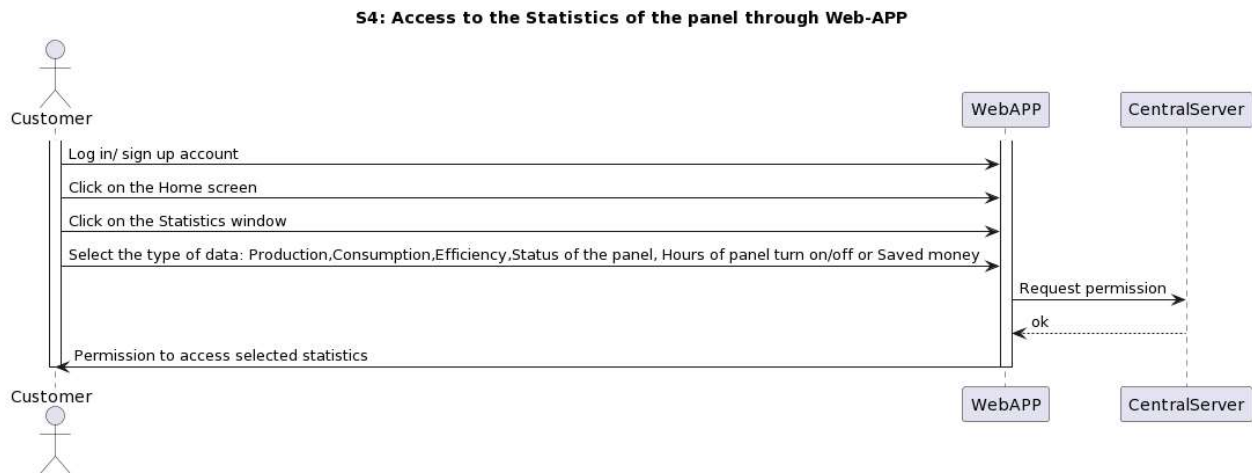 S4: Access to the Statistics of the panel through Web-APP
Customer
WebAPP
CentralServer
Log in/ sign up account
Click on the Home screen
Click on the Statistics window
Select the type of data: Production,Consumption,Efficiency,Status of the panel, Hours of panel turn on/off or Saved money
Request permission
ok
Permission to access selected statistics
Customer
WebAPP
CentralServer